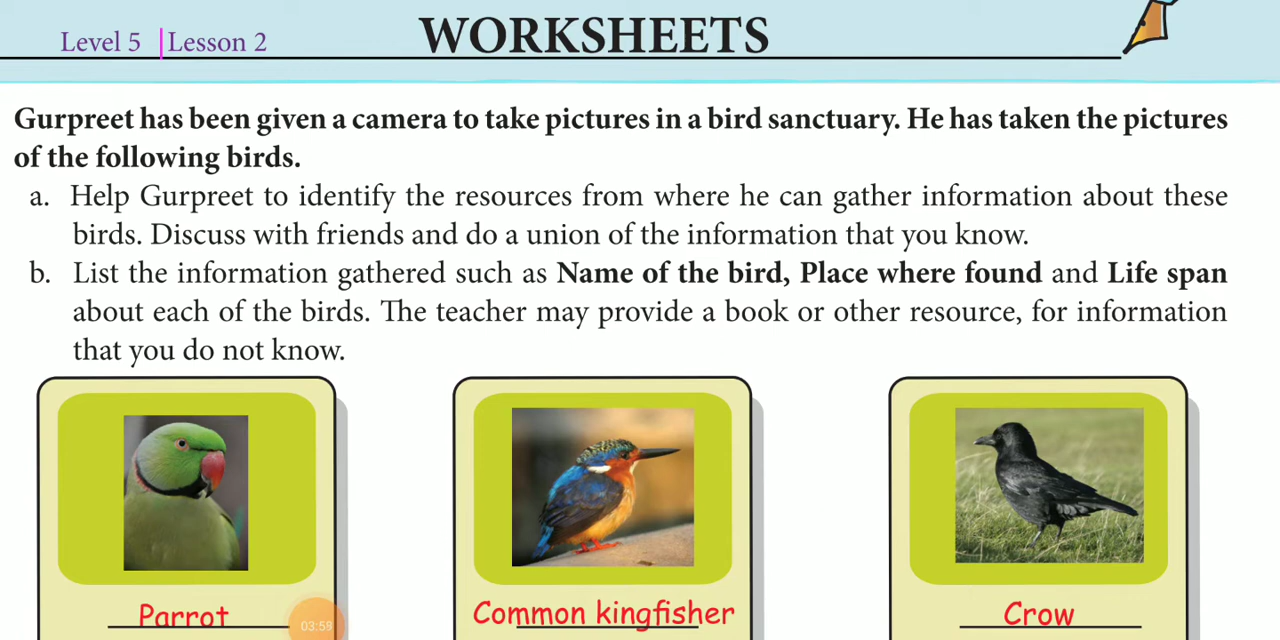 Level 5 | Lesson 2
WORKSHEETS
Gurpreet has been given a camera to take pictures in a bird sanctuary. He has taken the pictures
of the following birds.
a. Help Gurpreet to identify the resources from where he can gather information about these
birds. Discuss with friends and do a union of the information that you know.
b. List the information gathered such as Name of the bird, Place where found and Life span
about each of the birds. The teacher may provide a book or other resource, for information
that you do not know.
Parrot
Common kingfisher
Crow
03:59